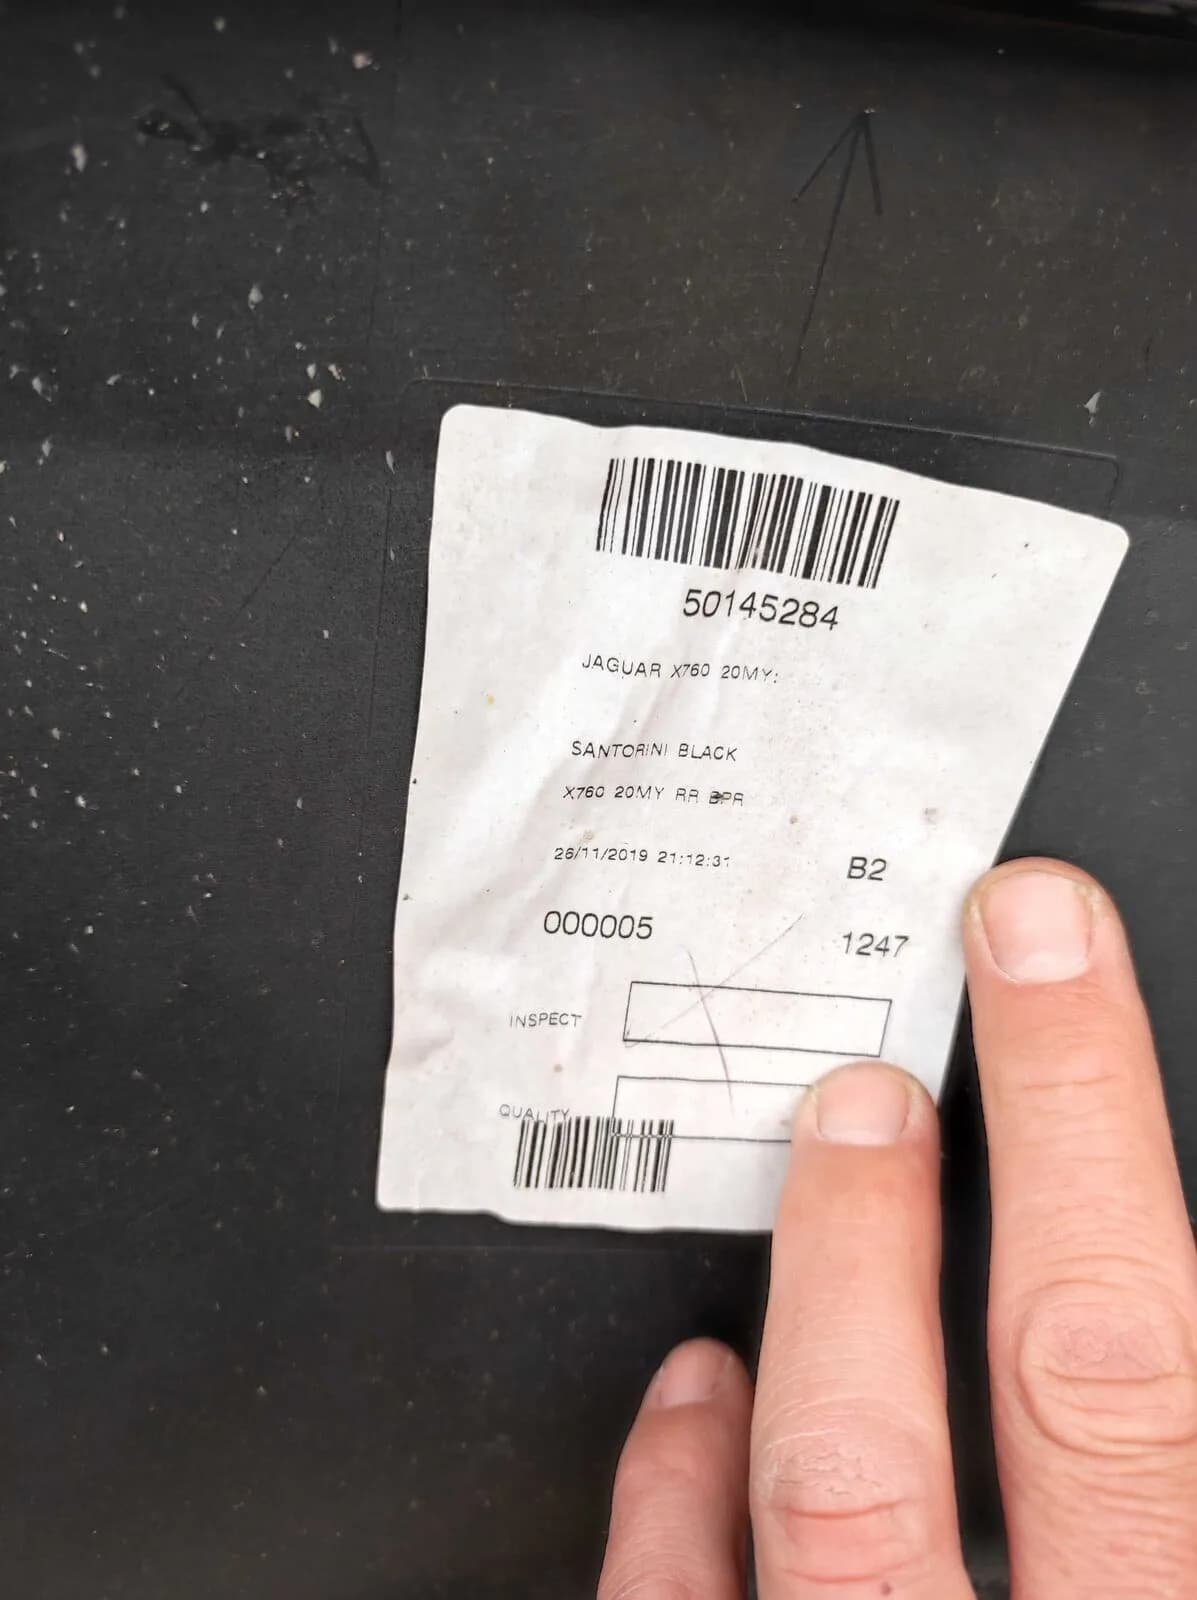 50145284
JAGUAR X760 20MY:
SANTORINI BLACK
X760 20MY RR BPR
26/11/2019 21:12:31
B2
000005
1247
INSPECT
QUALITY